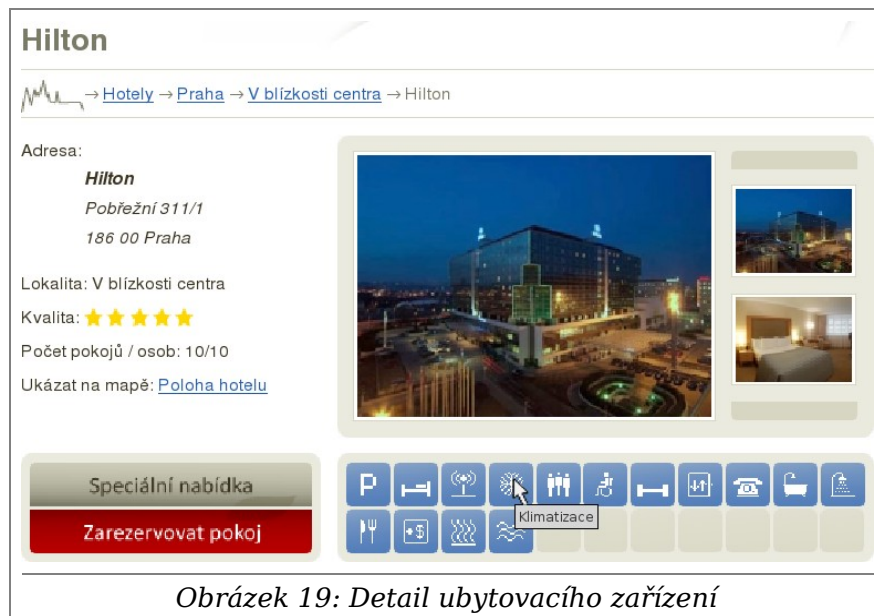 Hilton
→ Hotely → Praha → V blízkosti centra → Hilton
Adresa:
Hilton
Pobřežní 311/1
186 00 Praha
Lokalita: V blízkosti centra
Kvalita:
Počet pokojů / osob: 10/10
Ukázat na mapě: Poloha hotelu
Speciální nabídka
Zarezervovat pokoj
P
Klimatizace
+$
Obrázek 19: Detail ubytovacího zařízení